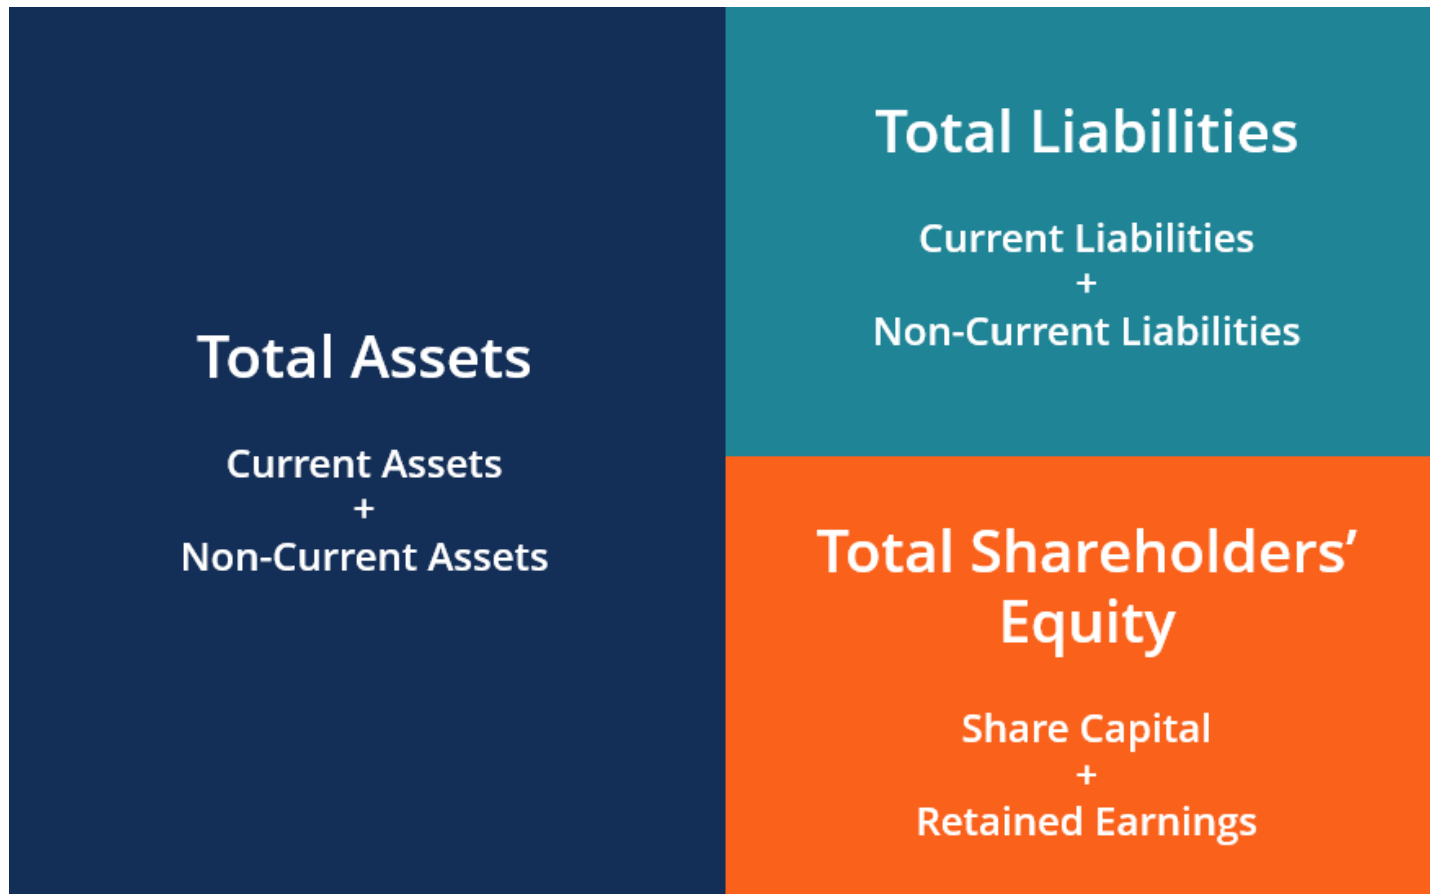 Total Assets
Current Assets
+
Non-Current Assets
Total Liabilities
Current Liabilities
+
Non-Current Liabilities
Total Shareholders’
Equity
Share Capital
+
Retained Earnings